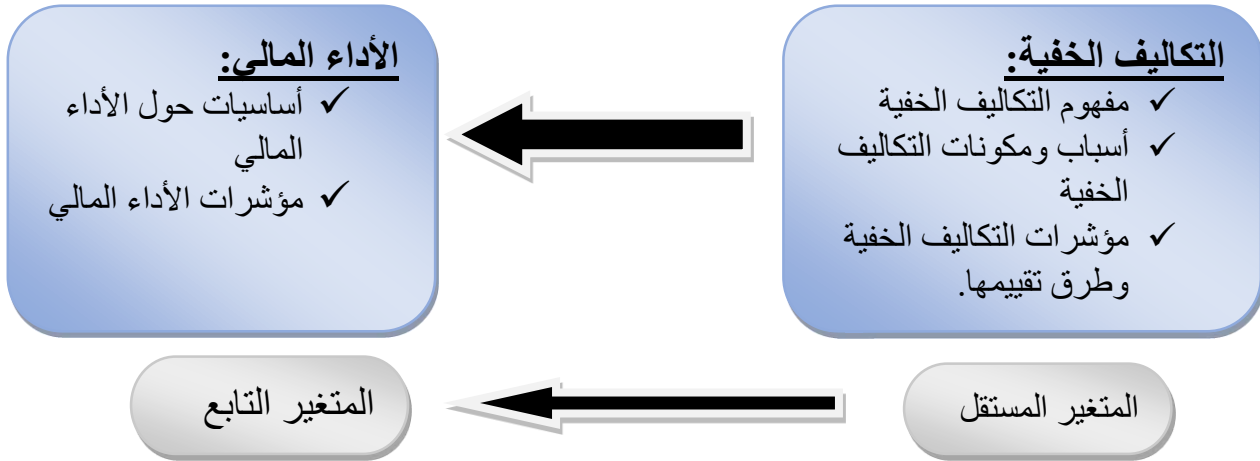 التكاليف الخفية:
✓ مفهوم التكاليف الخفية
✓ أسباب ومكونات التكاليف
الخفية
✓ مؤشرات التكاليف الخفية
وطرق تقييمها.
الأداء المالي:
✓ أساسيات حول الأداء
المالي
✓ مؤشرات الأداء المالي
المتغير المستقل
المتغير التابع